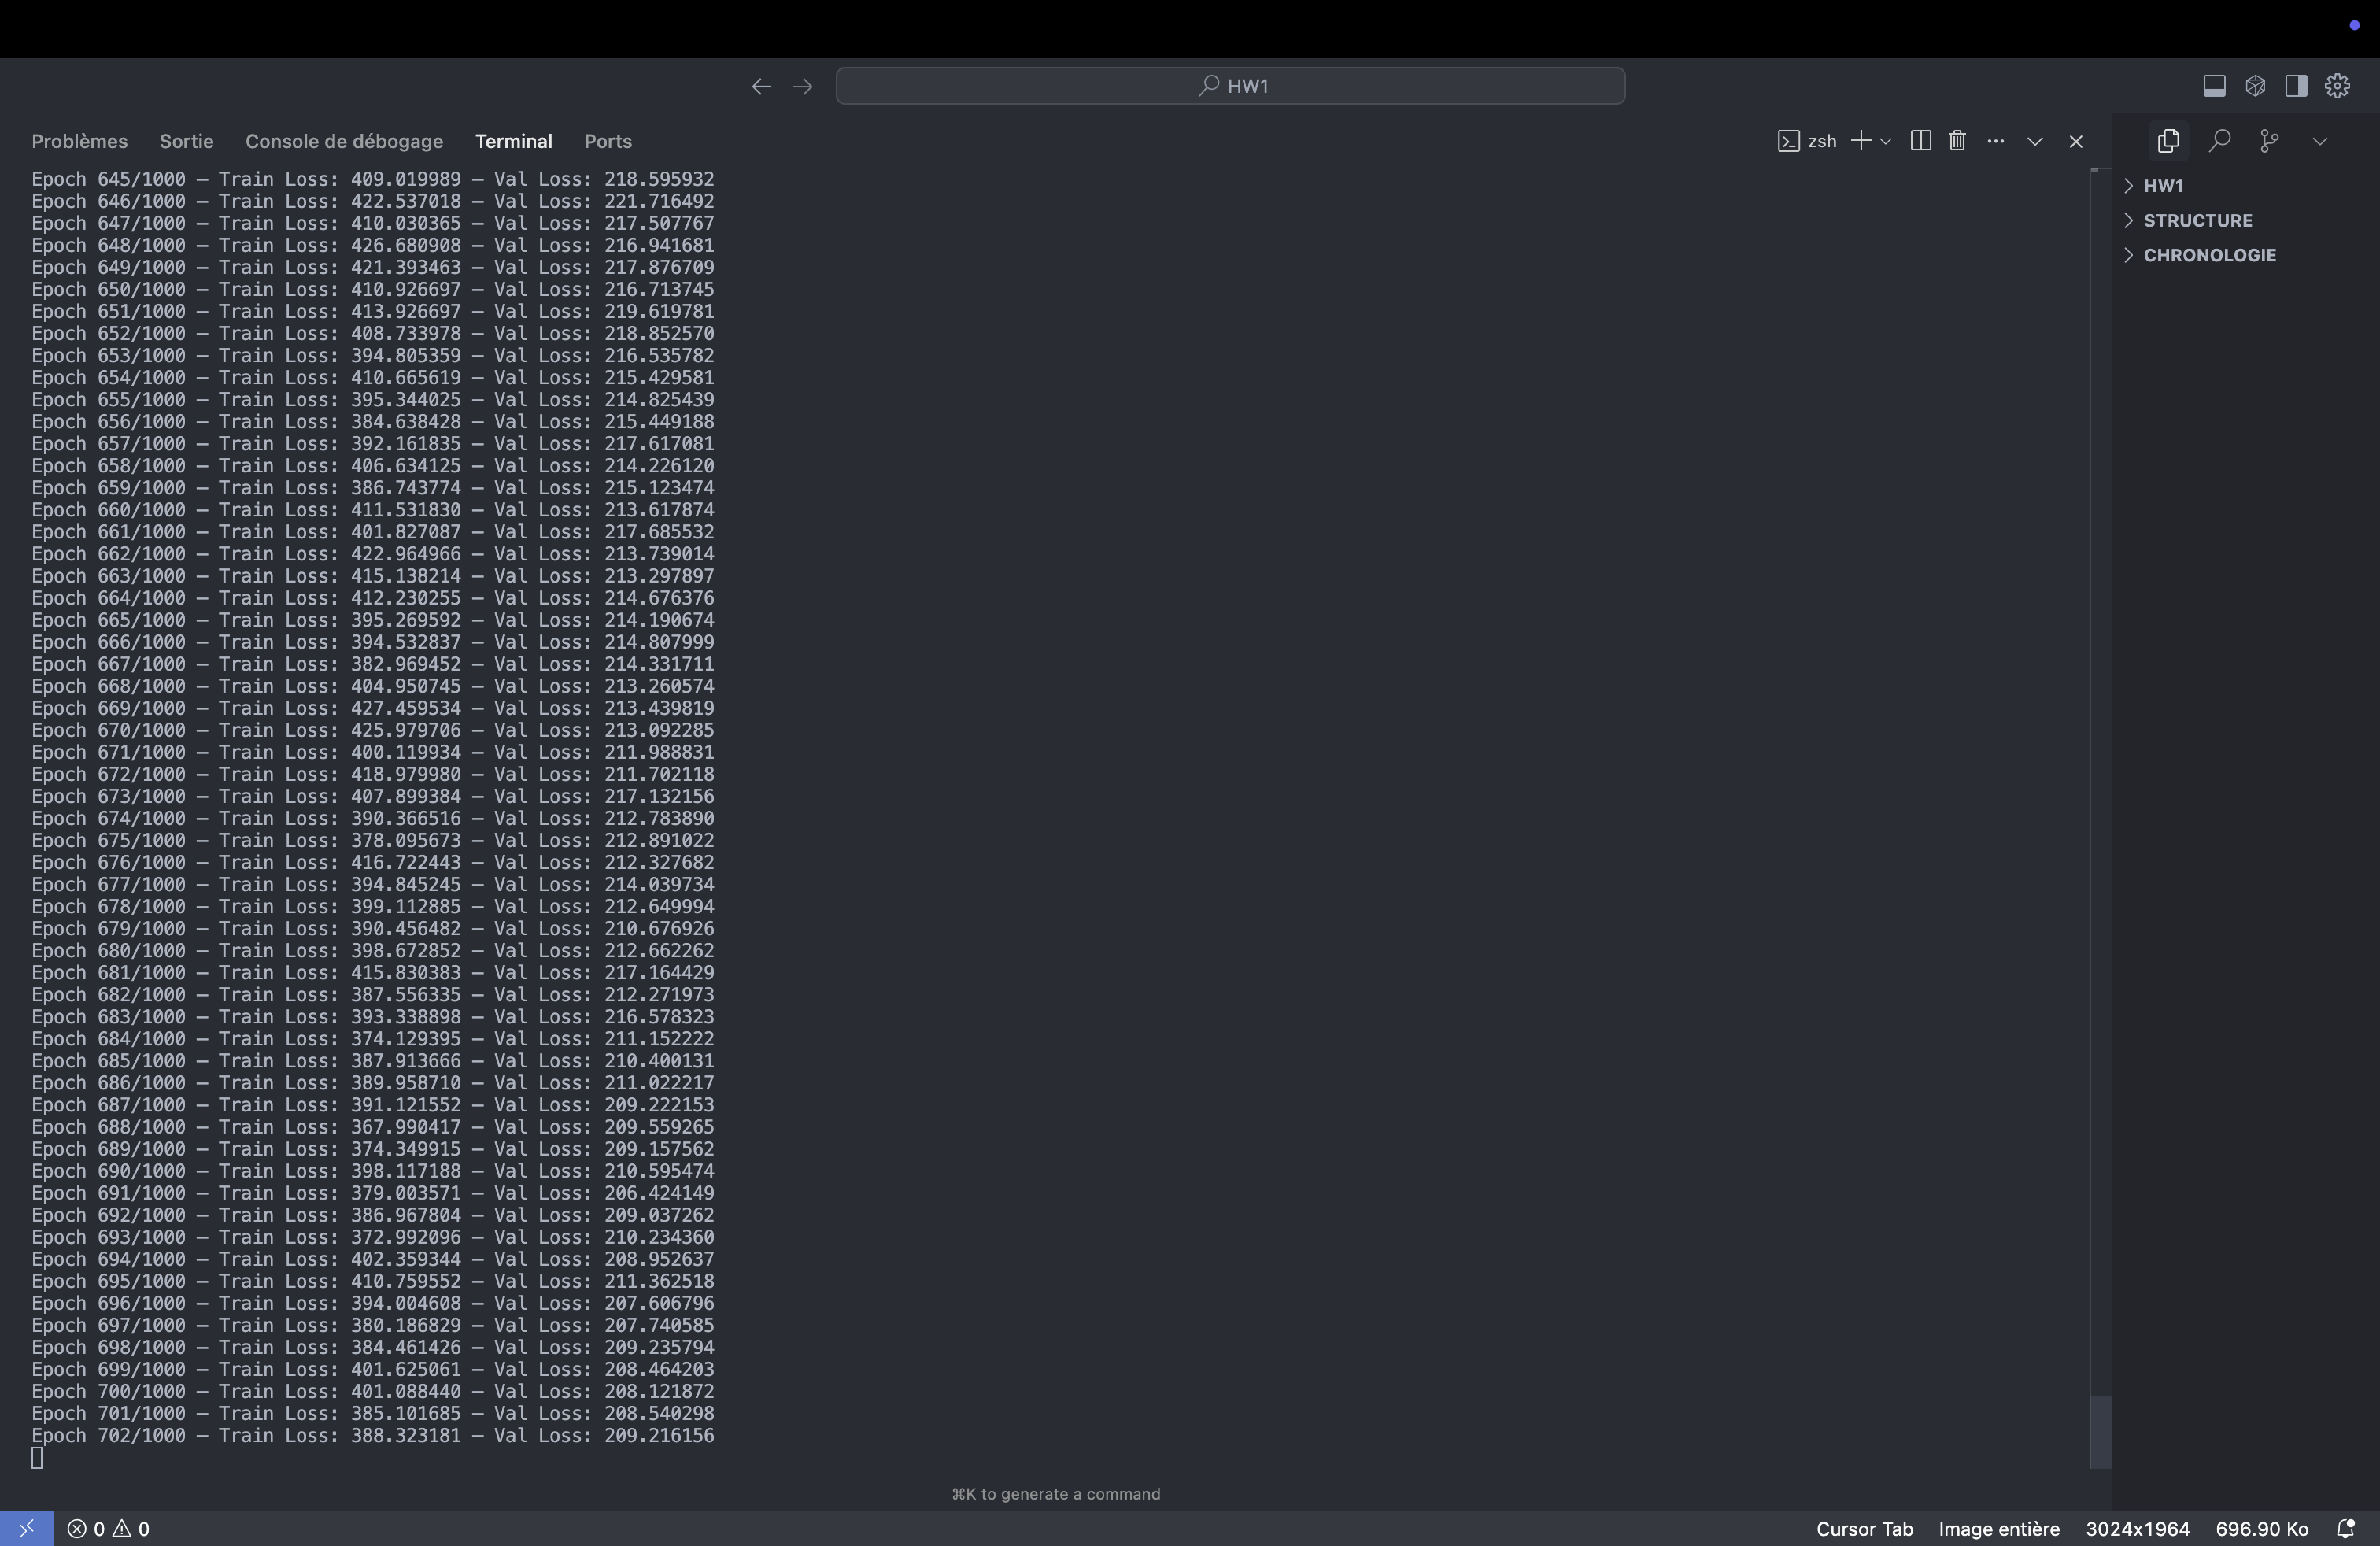 HW1
Problèmes Sortie Console de débogage Terminal Ports zsh
Epoch 645/1000 — Train Loss: 409.019989 — Val Loss: 218.595932
Epoch 646/1000 — Train Loss: 422.537018 — Val Loss: 221.716492
Epoch 647/1000 — Train Loss: 410.030365 — Val Loss: 217.507767
Epoch 648/1000 — Train Loss: 426.680908 — Val Loss: 216.941681
Epoch 649/1000 — Train Loss: 421.393463 — Val Loss: 217.876709
Epoch 650/1000 — Train Loss: 410.926697 — Val Loss: 216.713745
Epoch 651/1000 — Train Loss: 413.926697 — Val Loss: 219.619781
Epoch 652/1000 — Train Loss: 408.733978 — Val Loss: 218.852570
Epoch 653/1000 — Train Loss: 394.805359 — Val Loss: 216.535782
Epoch 654/1000 — Train Loss: 410.665619 — Val Loss: 215.429581
Epoch 655/1000 — Train Loss: 395.344025 — Val Loss: 214.825439
Epoch 656/1000 — Train Loss: 384.638428 — Val Loss: 215.449188
Epoch 657/1000 — Train Loss: 392.161835 — Val Loss: 217.617081
Epoch 658/1000 — Train Loss: 406.634125 — Val Loss: 214.226120
Epoch 659/1000 — Train Loss: 386.743774 — Val Loss: 215.123474
Epoch 660/1000 — Train Loss: 411.531830 — Val Loss: 213.617874
Epoch 661/1000 — Train Loss: 401.827087 — Val Loss: 217.685532
Epoch 662/1000 — Train Loss: 422.964966 — Val Loss: 213.739014
Epoch 663/1000 — Train Loss: 415.138214 — Val Loss: 213.297897
Epoch 664/1000 — Train Loss: 412.230255 — Val Loss: 214.676376
Epoch 665/1000 — Train Loss: 395.269592 — Val Loss: 214.190674
Epoch 666/1000 — Train Loss: 394.532837 — Val Loss: 214.807999
Epoch 667/1000 — Train Loss: 382.969452 — Val Loss: 214.331711
Epoch 668/1000 — Train Loss: 404.950745 — Val Loss: 213.260574
Epoch 669/1000 — Train Loss: 427.459534 — Val Loss: 213.439819
Epoch 670/1000 — Train Loss: 425.979706 — Val Loss: 213.092285
Epoch 671/1000 — Train Loss: 400.119934 — Val Loss: 211.988831
Epoch 672/1000 — Train Loss: 418.979980 — Val Loss: 211.702118
Epoch 673/1000 — Train Loss: 407.899384 — Val Loss: 217.132156
Epoch 674/1000 — Train Loss: 390.366516 — Val Loss: 212.783890
Epoch 675/1000 — Train Loss: 378.095673 — Val Loss: 212.891022
Epoch 676/1000 — Train Loss: 416.722443 — Val Loss: 212.327682
Epoch 677/1000 — Train Loss: 394.845245 — Val Loss: 214.039734
Epoch 678/1000 — Train Loss: 399.112885 — Val Loss: 212.649994
Epoch 679/1000 — Train Loss: 390.456482 — Val Loss: 210.676926
Epoch 680/1000 — Train Loss: 398.672852 — Val Loss: 212.662262
Epoch 681/1000 — Train Loss: 415.830383 — Val Loss: 217.164429
Epoch 682/1000 — Train Loss: 387.556335 — Val Loss: 212.271973
Epoch 683/1000 — Train Loss: 393.338898 — Val Loss: 216.578323
Epoch 684/1000 — Train Loss: 374.129395 — Val Loss: 211.152222
Epoch 685/1000 — Train Loss: 387.913666 — Val Loss: 210.400131
Epoch 686/1000 — Train Loss: 389.958710 — Val Loss: 211.022217
Epoch 687/1000 — Train Loss: 391.121552 — Val Loss: 209.222153
Epoch 688/1000 — Train Loss: 367.990417 — Val Loss: 209.559265
Epoch 689/1000 — Train Loss: 374.349915 — Val Loss: 209.157562
Epoch 690/1000 — Train Loss: 398.117188 — Val Loss: 210.595474
Epoch 691/1000 — Train Loss: 379.003571 — Val Loss: 206.424149
Epoch 692/1000 — Train Loss: 386.967804 — Val Loss: 209.037262
Epoch 693/1000 — Train Loss: 372.992096 — Val Loss: 210.234360
Epoch 694/1000 — Train Loss: 402.359344 — Val Loss: 208.952637
Epoch 695/1000 — Train Loss: 410.759552 — Val Loss: 211.362518
Epoch 696/1000 — Train Loss: 394.004608 — Val Loss: 207.606796
Epoch 697/1000 — Train Loss: 380.186829 — Val Loss: 207.740585
Epoch 698/1000 — Train Loss: 384.461426 — Val Loss: 209.235794
Epoch 699/1000 — Train Loss: 401.625061 — Val Loss: 208.464203
Epoch 700/1000 — Train Loss: 401.088440 — Val Loss: 208.121872
Epoch 701/1000 — Train Loss: 385.101685 — Val Loss: 208.540298
Epoch 702/1000 — Train Loss: 388.323181 — Val Loss: 209.216156
⌘K to generate a command
HW1
STRUCTURE
CHRONOLOGIE
0 0 Cursor Tab Image entière 3024x1964 696.90 Ko